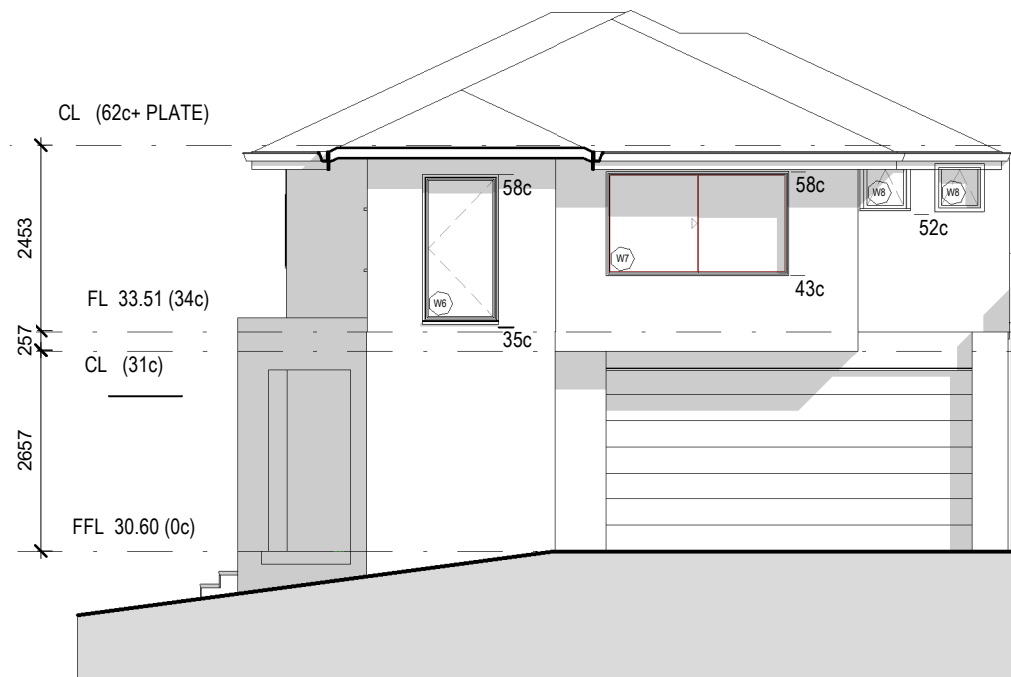 CL (62c+ PLATE)
58c
58c
W8
W8
52c
2453
W7
43c
FL 33.51 (34c)
W6
35c
257
CL (31c)
2657
FFL 30.60 (0c)